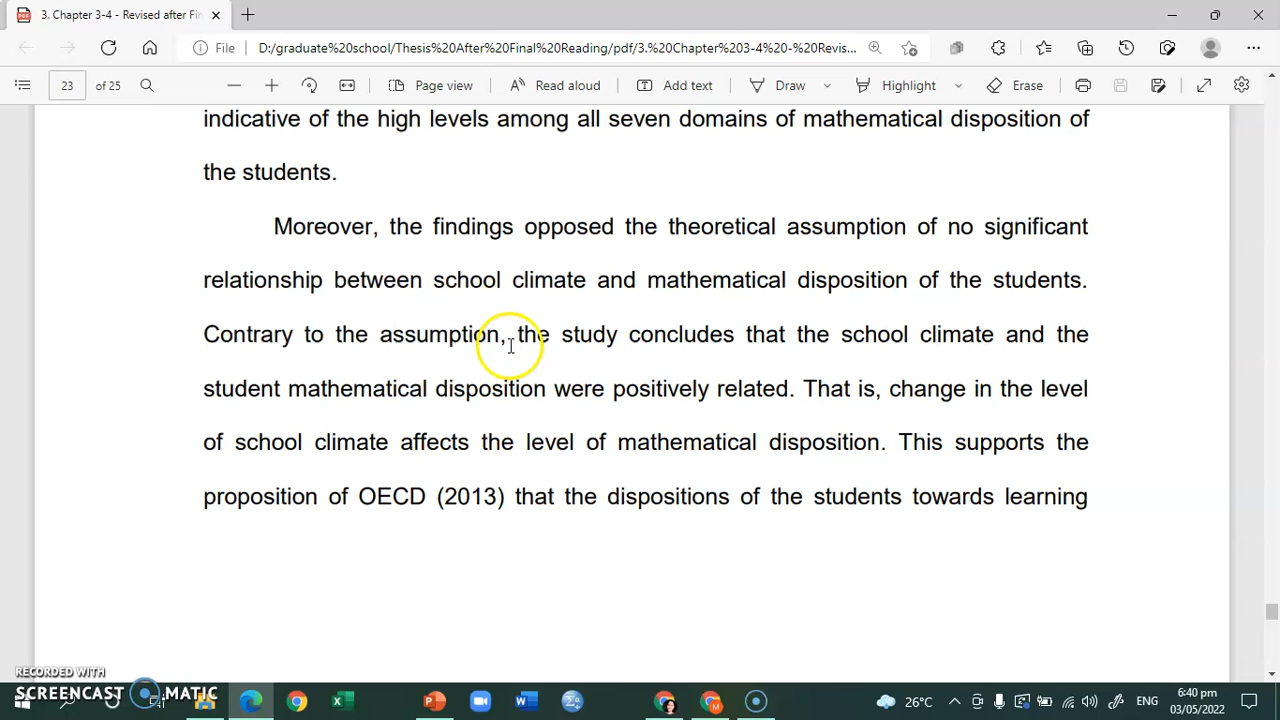 3. Chapter 3-4 - Revised after Fin
File
D:/graduate%20school/Thesis%20After%20Final%20Reading/pdf/3.%20Chapter%203-4%20-%20Revis...
23 of 25
Page view
Read aloud
Add text
Draw
Highlight
Erase
indicative of the high levels among all seven domains of mathematical disposition of
the students.
Moreover, the findings opposed the theoretical assumption of no significant
relationship between school climate and mathematical disposition of the students.
Contrary to the assumption, the study concludes that the school climate and the
student mathematical disposition were positively related. That is, change in the level
of school climate affects the level of mathematical disposition. This supports the
proposition of OECD (2013) that the dispositions of the students towards learning
RECORDED WITH
SCREENCAST MATIC
26°C
ENG
6:40 pm
03/05/2022